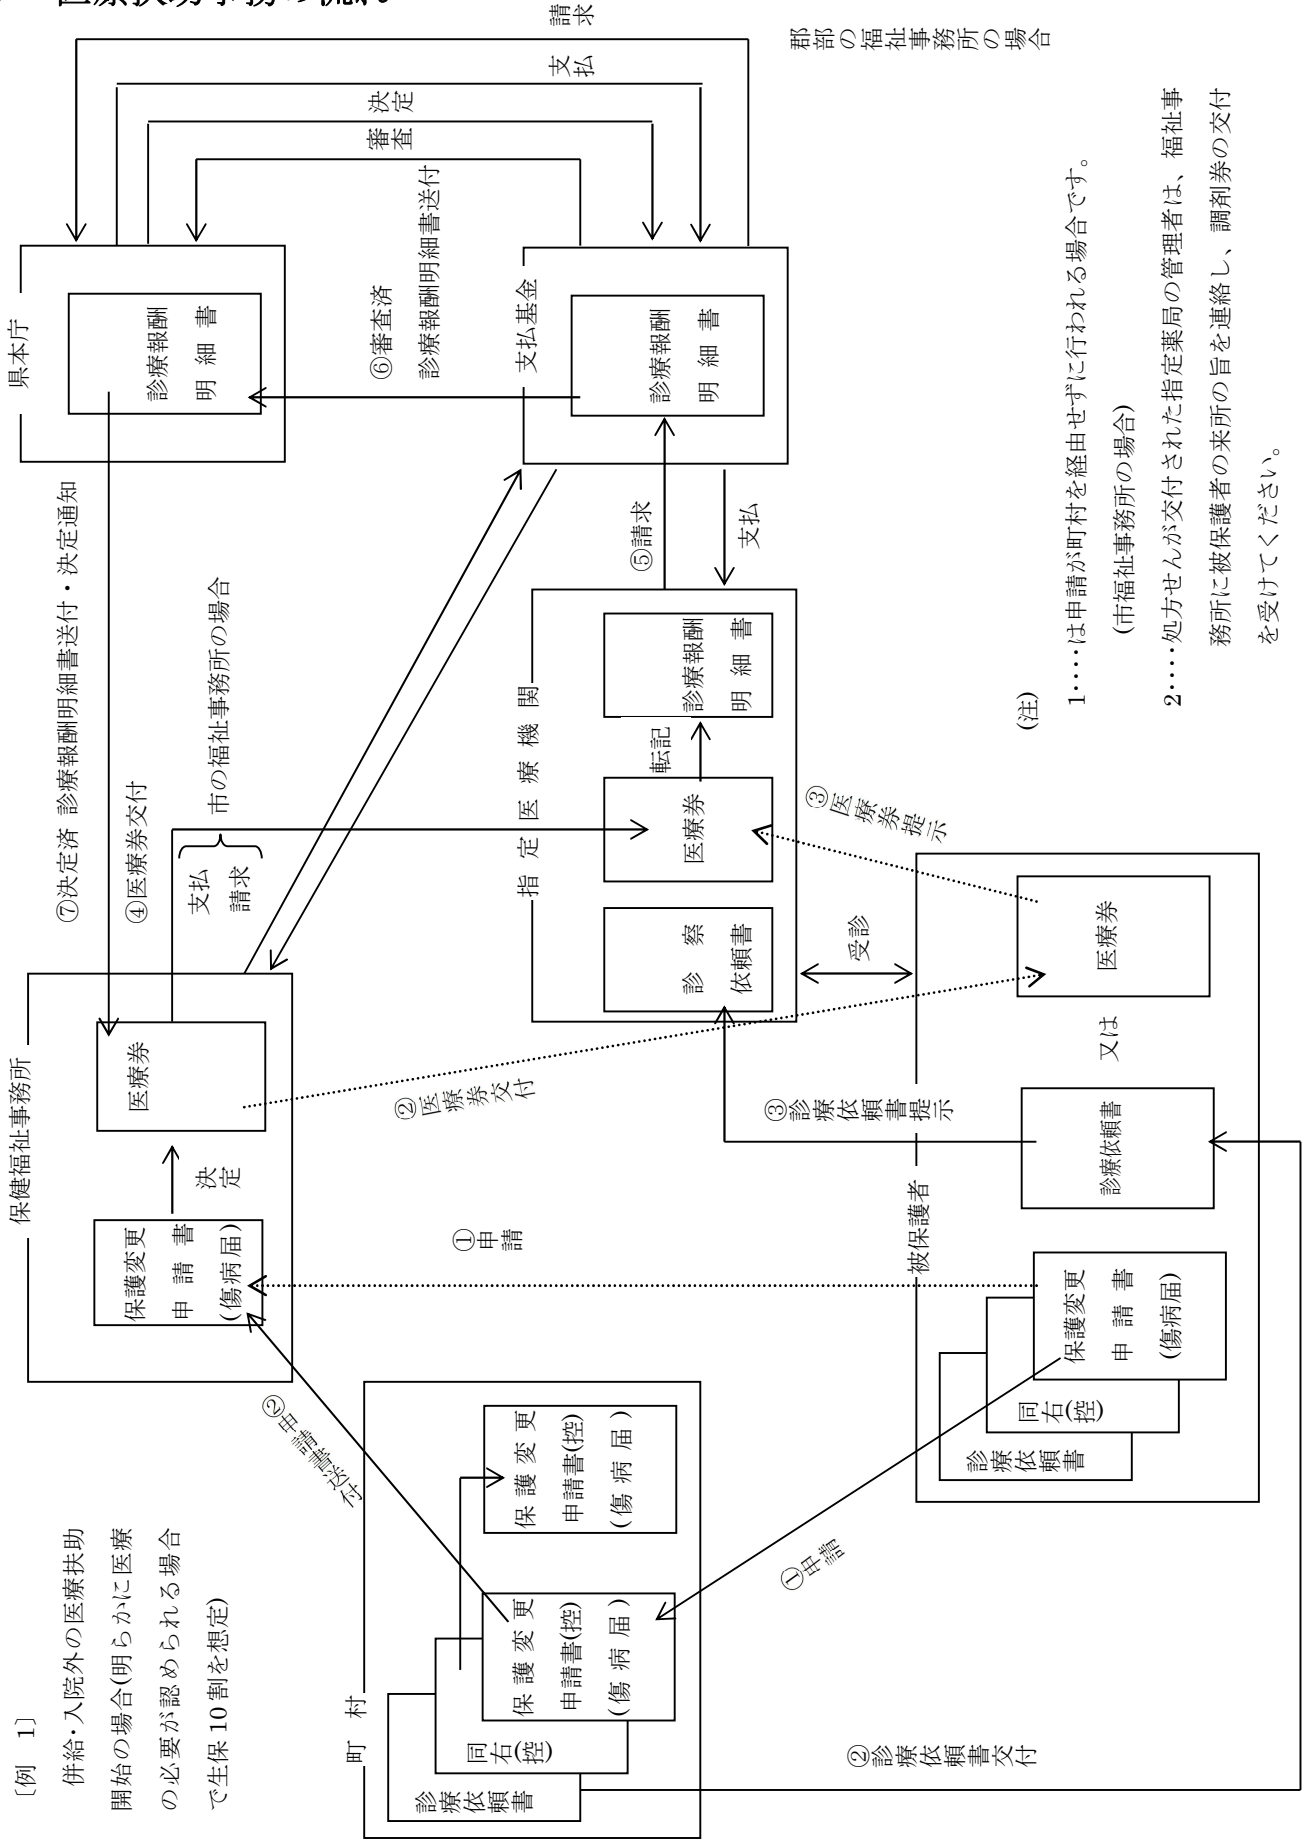 医療扶助事務の流れ
〔例 1〕
併給・入院外の医療扶助
開始の場合(明らかに医療
の必要が認められる場合
で生保10割を想定)
保健福祉事務所
保護変更
申請書
(傷病届)
決定
医療券
⑦決定済 診療報酬明細書送付・決定通知
④医療券交付
支払
請求
市の福祉事務所の場合
県本庁
診療報酬
明細書
請求
支払
決定
審査
郡部の福祉事務所の場合
⑥審査済
診療報酬明細書送付
支払基金
診療報酬
明細書
⑤請求
支払
町村
診療依頼書
同右(控)
保護変更
申請書(控)
(傷病届)
保護変更
申請書(控)
(傷病届)
②申請書送付
①申請
①申請
②医療券交付
指定医療機関
診察
依頼書
医療券
転記
診療報酬
明細書
③診療依頼書提示
受診
③医療券提示
被保護者
診療依頼書
同右(控)
保護変更
申請書
(傷病届)
診療依頼書
又は
医療券
②診療依頼書交付
(注)
1‥‥は申請が町村を経由せずに行われる場合です。
(市福祉事務所の場合)
2‥‥処方せんが交付された指定薬局の管理者は、福祉事
務所に被保護者の来所の旨を連絡し、調剤券の交付
を受けてください。